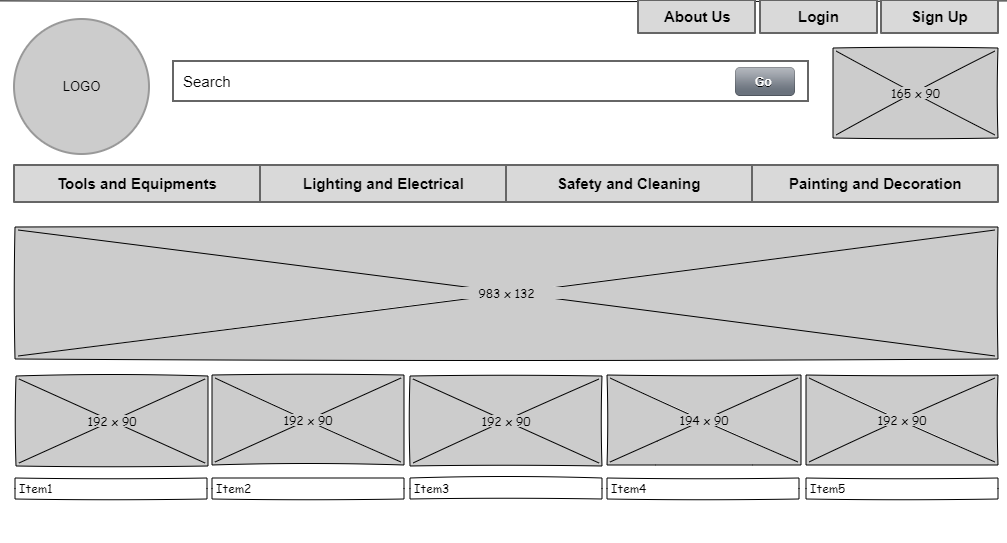 About Us
Login
Sign Up
LOGO
Search
Go
165 x 90
Tools and Equipments
Lighting and Electrical
Safety and Cleaning
Painting and Decoration
983 x 132
192 x 90
192 x 90
192 x 90
194 x 90
192 x 90
Item1
Item2
Item3
Item4
Item5